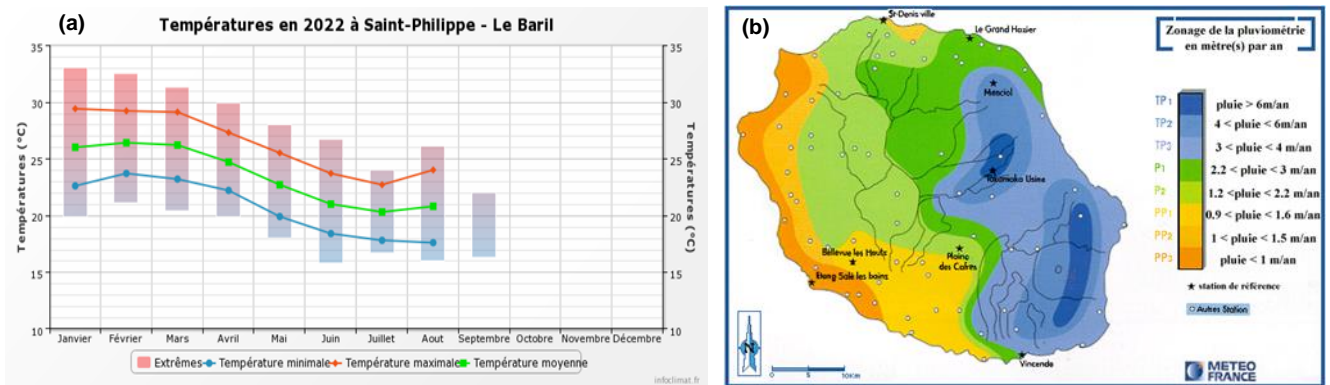 (a)
Températures en 2022 à Saint-Philippe - Le Baril
35
30
25
20
15
10
Températures (°C)
35
30
25
20
15
10
Températures (°C)
Janvier Février Mars Avril Mai Juin Juillet Aout Septembre Octobre Novembre Décembre
Extrêmes Température minimale Température maximale Température moyenne
infoclimat.fr
(b)
St-Denis ville
Le Grand Hasier
Menciol
Takamaka Usine
Bellevue les Hauts
Plaine
des Cafres
Etang-Salé les bains
Vincendo
N
0 5 10Km
Zonage de la pluviométrie
en mètre(s) par an
TP1 pluie > 6m/an
TP2 4 < pluie < 6m/an
TP3 3 < pluie < 4 m/an
P1 2.2 < pluie < 3 m/an
P2 1.2 <pluie < 2.2 m/an
PP1 0.9 < pluie < 1.6 m/an
PP2 1 < pluie < 1.5 m/an
PP3 pluie < 1 m/an
station de référence
Autres Station
METEO
FRANCE